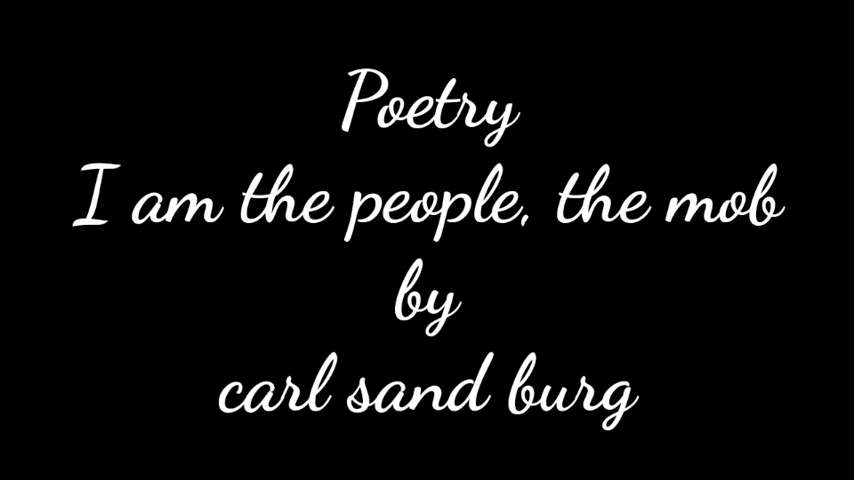 Poetry
I am the people, the mob
by
carl sand burg